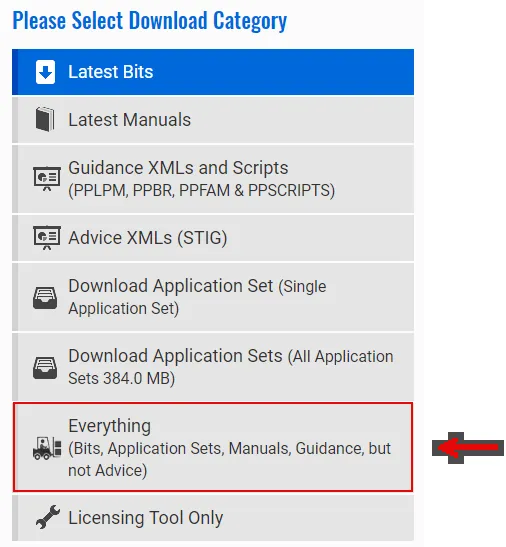 Please Select Download Category
Latest Bits
Latest Manuals
Guidance XMLs and Scripts
(PPLPM, PPBR, PPFAM & PPSCRIPTS)
Advice XMLs (STIG)
Download Application Set (Single
Application Set)
Download Application Sets (All Application
Sets 384.0 MB)
Everything
(Bits, Application Sets, Manuals, Guidance, but
not Advice)
Licensing Tool Only